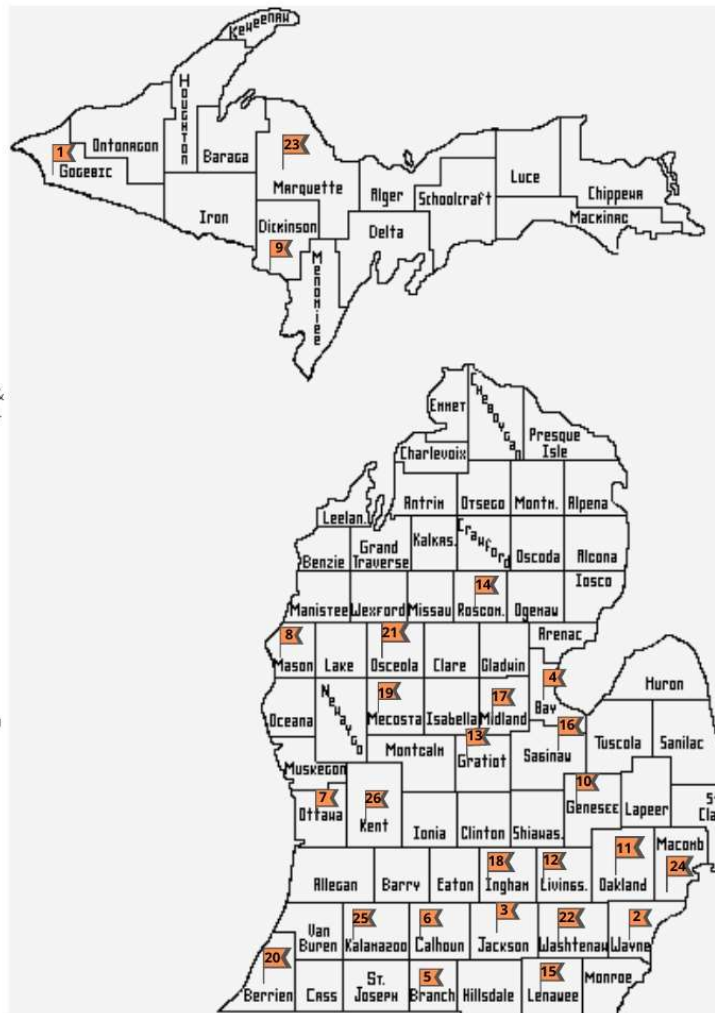 Keweenaw
Houghton
Ontonagon
1
Gogebic
Baraga
23
Marquette
Iron
Dickinson
9
Menomiee
Alger
Delta
Schoolcraft
Luce
Chippewa
Mackinac
&
Emmet
Cheboygan
Presque
Isle
Charlevoix
Antrim
Otsego
Montm.
Alpena
Leelan.
Benzie
Grand
Traverse
Kalkas.
Crawford
Oscoda
Alcona
Manistee
Wexford
Missau
14
Roscom.
Ogemaw
Iosco
8
Mason
Lake
21
Osceola
Clare
Gladwin
Arenac
4
Bay
Huron
Oceana
Newaygo
19
Mecosta
Isabella
17
Midland
16
Saginaw
Tuscola
Sanilac
Muskegon
Montcalm
13
Gratiot
7
Ottawa
26
Kent
Ionia
Clinton
Shiawas.
10
Genesee
Lapeer
Allegan
Barry
Eaton
18
Ingham
12
Livings.
11
Oakland
Macomb
24
Van
Buren
25
Kalamazoo
6
Calhoun
3
Jackson
22
Washtenaw
2
Wayne
20
Berrien
Cass
St.
Joseph
5
Branch
Hillsdale
15
Lenawee
Monroe